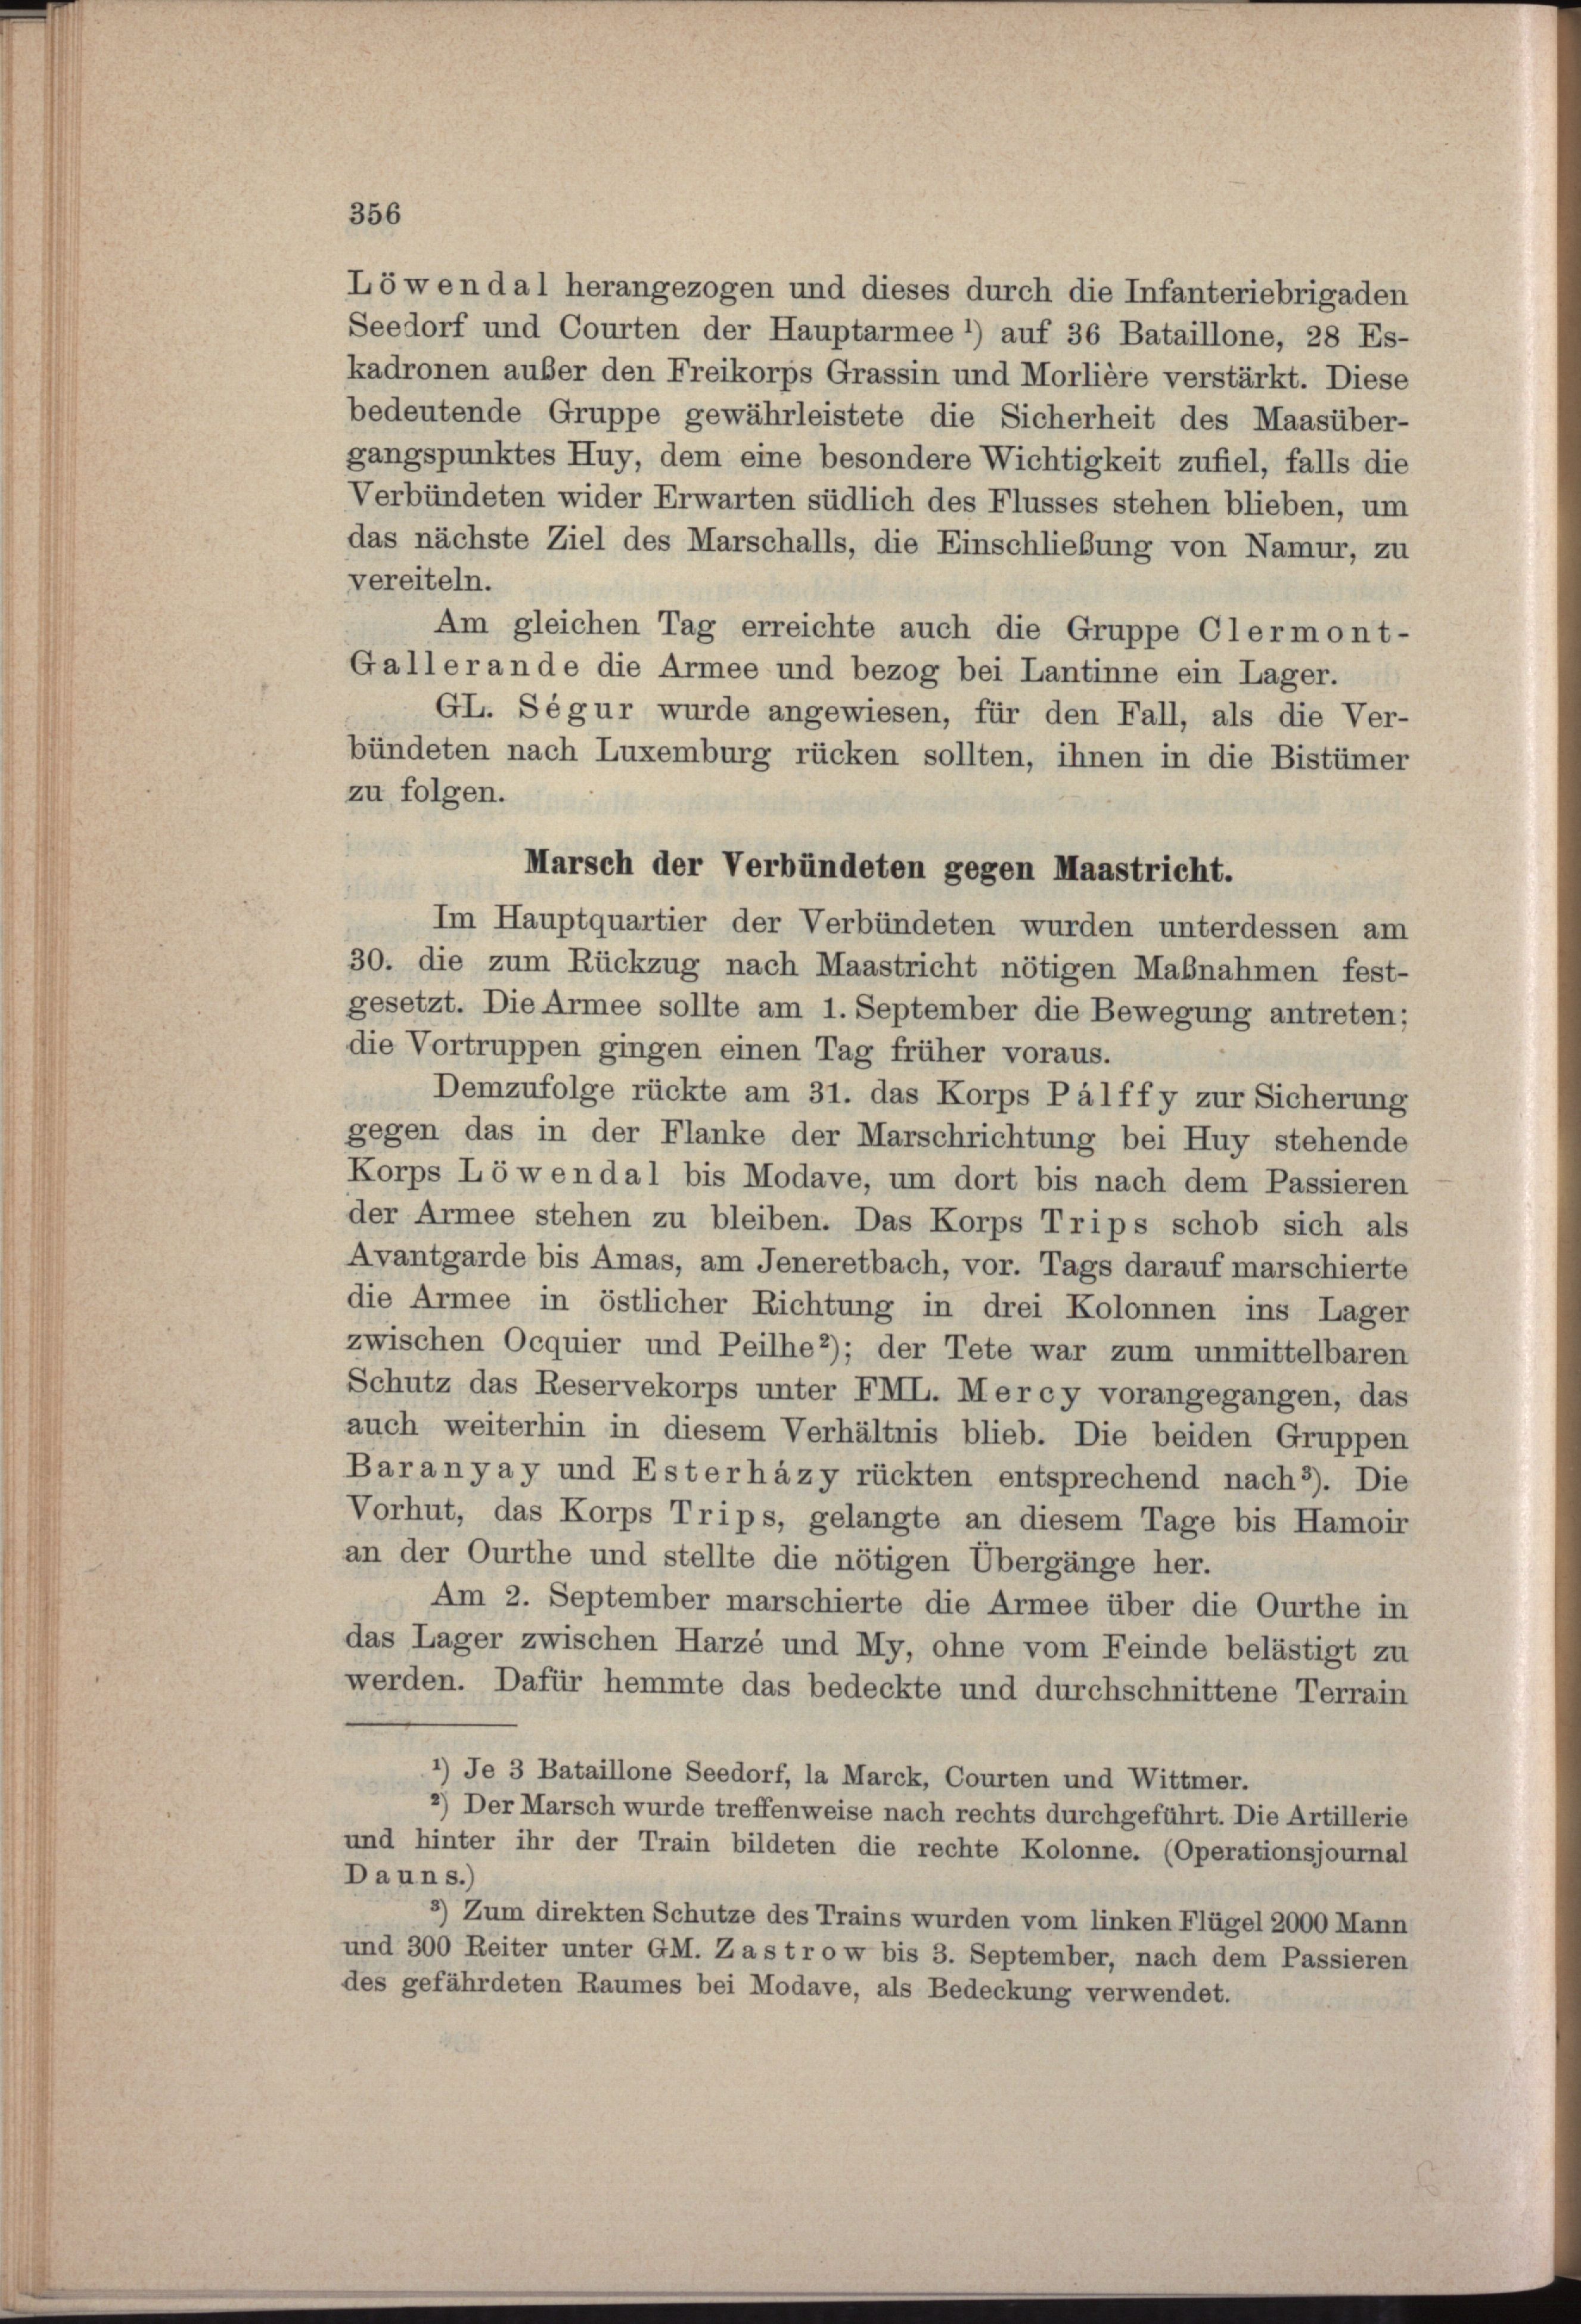 356
Löwendal herangezogen und dieses durch die Infanteriebrigaden
Seedorf und Courten der Hauptarmee ¹) auf 36 Bataillone, 28 Es-
kadronen außer den Freikorps Grassin und Morlière verstärkt. Diese
bedeutende Gruppe gewährleistete die Sicherheit des Maasüber-
gangspunktes Huy, dem eine besondere Wichtigkeit zufiel, falls die
Verbündeten wider Erwarten südlich des Flusses stehen blieben, um
das nächste Ziel des Marschalls, die Einschließung von Namur, zu
vereiteln.
Am gleichen Tag erreichte auch die Gruppe Clermont-
Gallerande die Armee und bezog bei Lantinne ein Lager.
GL. Ségur wurde angewiesen, für den Fall, als die Ver-
bündeten nach Luxemburg rücken sollten, ihnen in die Bistümer
zu folgen.
Marsch der Verbündeten gegen Maastricht.
Im Hauptquartier der Verbündeten wurden unterdessen am
30. die zum Rückzug nach Maastricht nötigen Maßnahmen fest-
gesetzt. Die Armee sollte am 1. September die Bewegung antreten;
die Vortruppen gingen einen Tag früher voraus.
Demzufolge rückte am 31. das Korps Pálffy zur Sicherung
gegen das in der Flanke der Marschrichtung bei Huy stehende
Korps Löwendal bis Modave, um dort bis nach dem Passieren
der Armee stehen zu bleiben. Das Korps Trips schob sich als
Avantgarde bis Amas, am Jeneretbach, vor. Tags darauf marschierte
die Armee in östlicher Richtung in drei Kolonnen ins Lager
zwischen Ocquier und Peilhe²); der Tete war zum unmittelbaren
Schutz das Reservekorps unter FML. Mercy vorangegangen, das
auch weiterhin in diesem Verhältnis blieb. Die beiden Gruppen
Baranyay und Esterházy rückten entsprechend nach³). Die
Vorhut, das Korps Trips, gelangte an diesem Tage bis Hamoir
an der Ourthe und stellte die nötigen Übergänge her.
Am 2. September marschierte die Armee über die Ourthe in
das Lager zwischen Harzé und My, ohne vom Feinde belästigt zu
werden. Dafür hemmte das bedeckte und durchschnittene Terrain
¹) Je 3 Bataillone Seedorf, la Marck, Courten und Wittmer.
²) Der Marsch wurde treffenweise nach rechts durchgeführt. Die Artillerie
und hinter ihr der Train bildeten die rechte Kolonne. (Operationsjournal
Dauns.)
³) Zum direkten Schutze des Trains wurden vom linken Flügel 2000 Mann
und 300 Reiter unter GM. Zastrow bis 3. September, nach dem Passieren
des gefährdeten Raumes bei Modave, als Bedeckung verwendet.